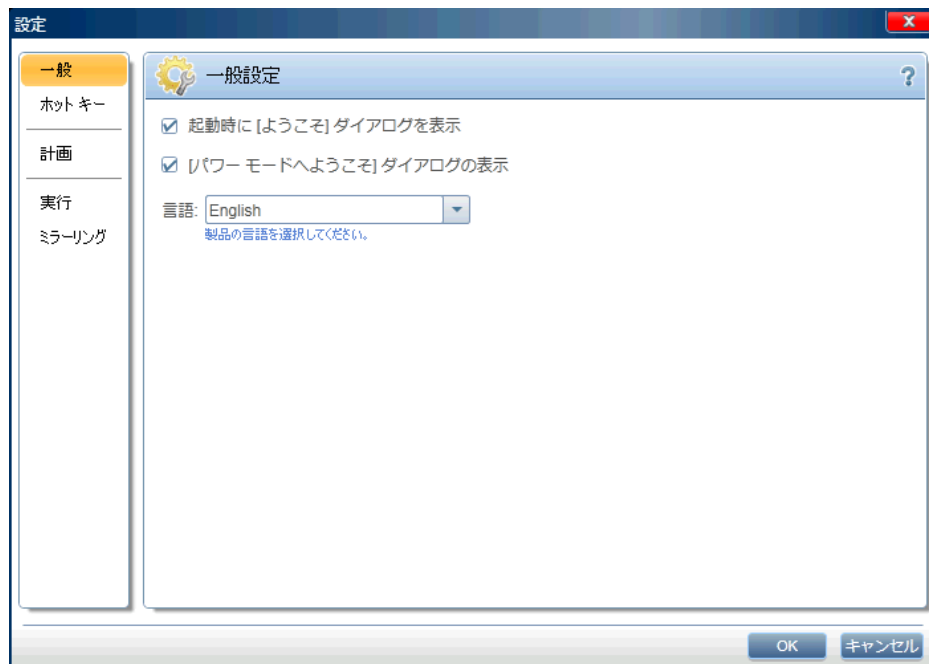 設定
一般
ホット キー
計画
実行
ミラーリング
一般設定
?
起動時に [ようこそ] ダイアログを表示
[パワー モードへようこそ] ダイアログの表示
言語: English
製品の言語を選択してください。
OK キャンセル